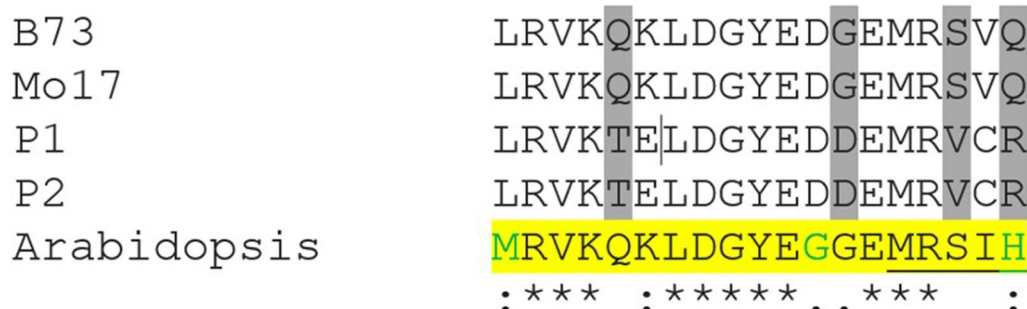 B73 LRVKQKLDGYEDGEMRSVQ
Mo17 LRVKQKLDGYEDGEMRSVQ
P1 LRVKTELDGYEDDEMRVCR
P2 LRVKTELDGYEDDEMRVCR
Arabidopsis MRVKQKLDGYEGGEMRSIH
:*** :*****..*** :